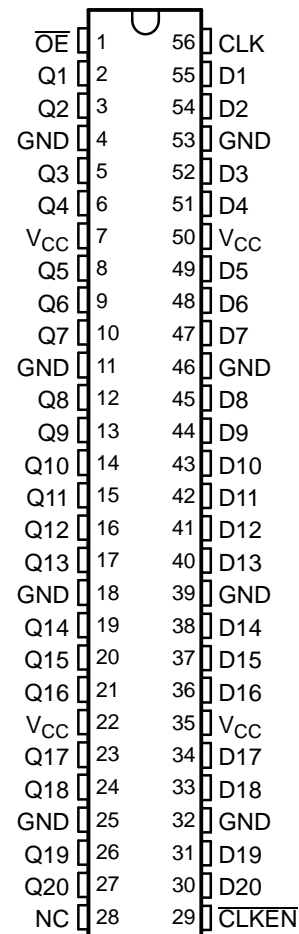 O̅E̅ 1 56 CLK
Q1 2 55 D1
Q2 3 54 D2
GND 4 53 GND
Q3 5 52 D3
Q4 6 51 D4
VCC 7 50 VCC
Q5 8 49 D5
Q6 9 48 D6
Q7 10 47 D7
GND 11 46 GND
Q8 12 45 D8
Q9 13 44 D9
Q10 14 43 D10
Q11 15 42 D11
Q12 16 41 D12
Q13 17 40 D13
GND 18 39 GND
Q14 19 38 D14
Q15 20 37 D15
Q16 21 36 D16
VCC 22 35 VCC
Q17 23 34 D17
Q18 24 33 D18
GND 25 32 GND
Q19 26 31 D19
Q20 27 30 D20
NC 28 29 C̅L̅K̅E̅N̅